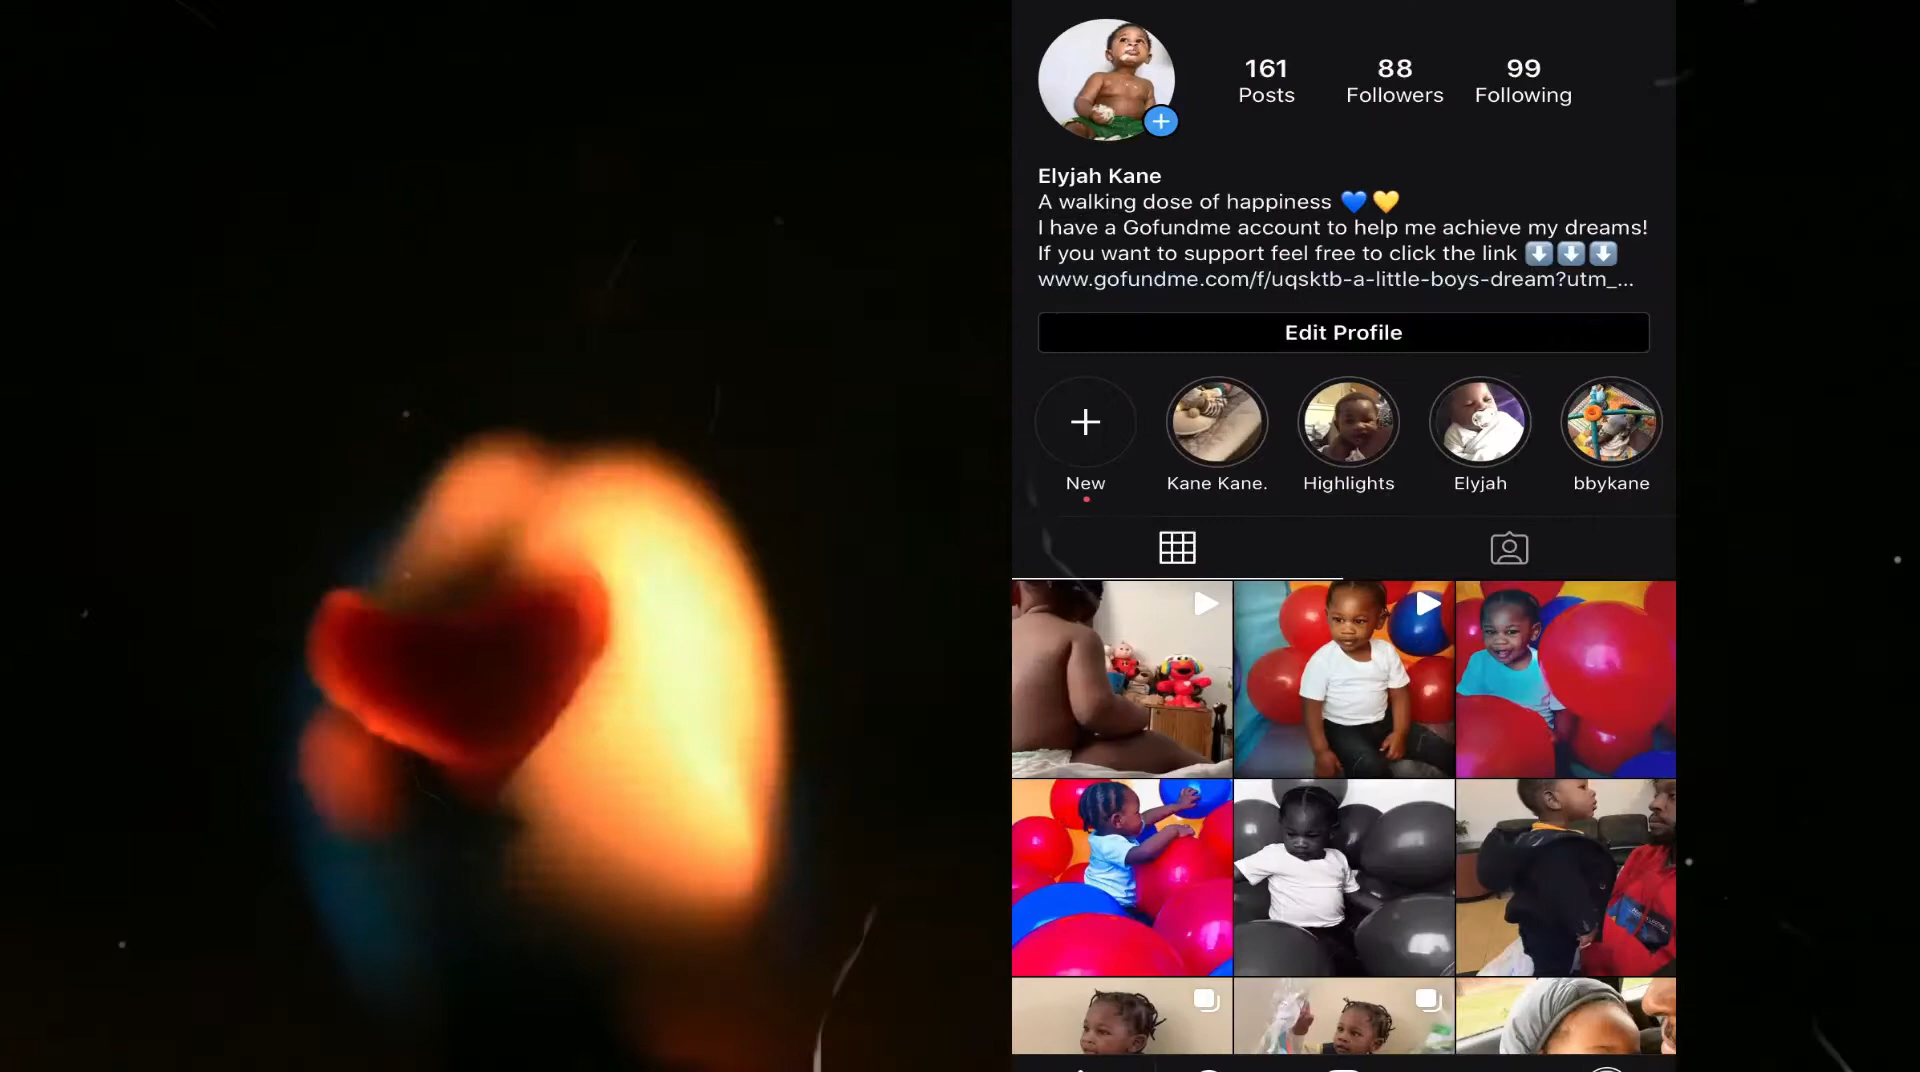 161
Posts
88
Followers
99
Following
Elyjah Kane
A walking dose of happiness 💙💛
I have a Gofundme account to help me achieve my dreams!
If you want to support feel free to click the link ⬇️⬇️⬇️
www.gofundme.com/f/uqsktb-a-little-boys-dream?utm_...
Edit Profile
New
Kane Kane.
Highlights
Elyjah
bbykane